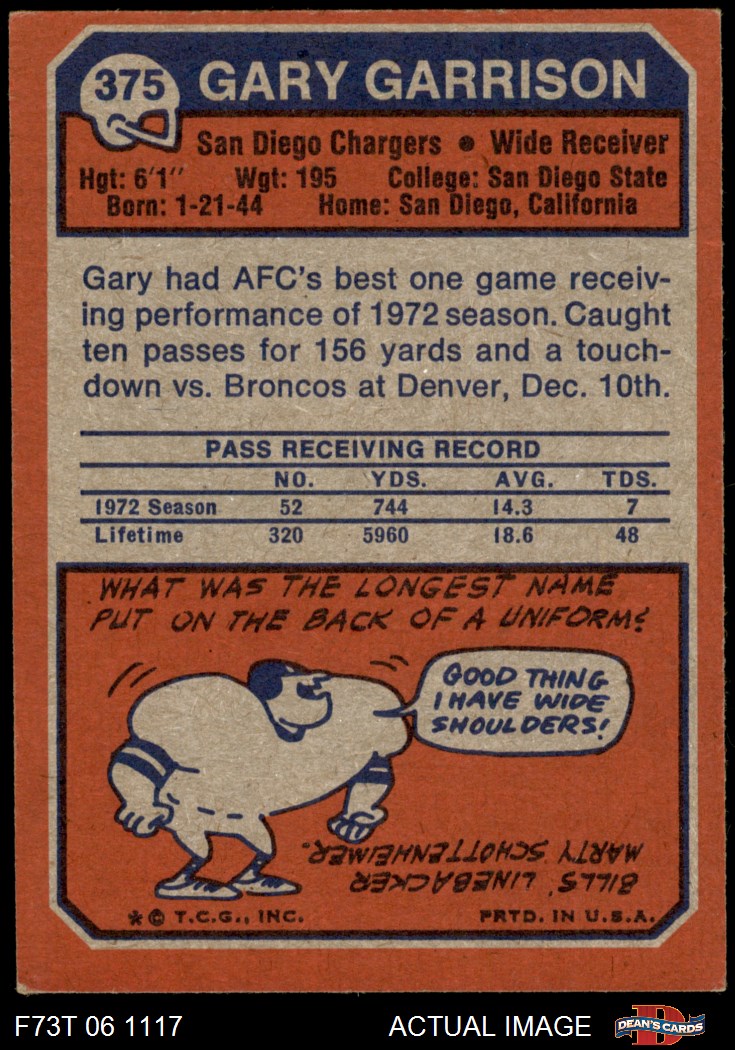 375
GARY GARRISON
San Diego Chargers • Wide Receiver
Hgt: 6'1" Wgt: 195 College: San Diego State
Born: 1-21-44 Home: San Diego, California
Gary had AFC's best one game receiv-
ing performance of 1972 season. Caught
ten passes for 156 yards and a touch-
down vs. Broncos at Denver, Dec. 10th.
PASS RECEIVING RECORD
NO. YDS. AVG. TDS.
1972 Season 52 744 14.3 7
Lifetime 320 5960 18.6 48
WHAT WAS THE LONGEST NAME
PUT ON THE BACK OF A UNIFORM?
GOOD THING
I HAVE WIDE
SHOULDERS!
BILLS' LINEBACKER
MARTY SCHOTTENHEIMER.
* © T.C.G., INC. PRTD. IN U.S.A.
F73T 06 1117 ACTUAL IMAGE
D
DEAN'S CARDS